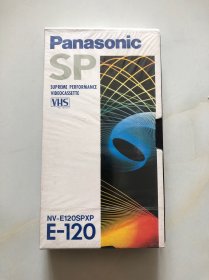 Panasonic
SP
SUPREME PERFORMANCE
VIDEOCASSETTE
VHS
NV-E120SPXP
E-120